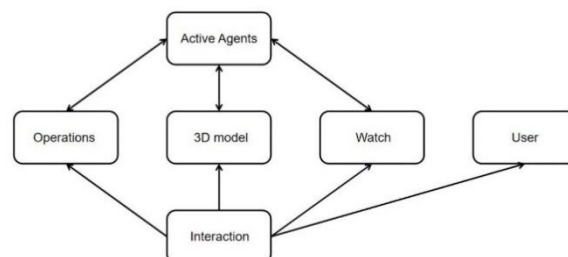 Active Agents
Operations
3D model
Watch
User
Interaction